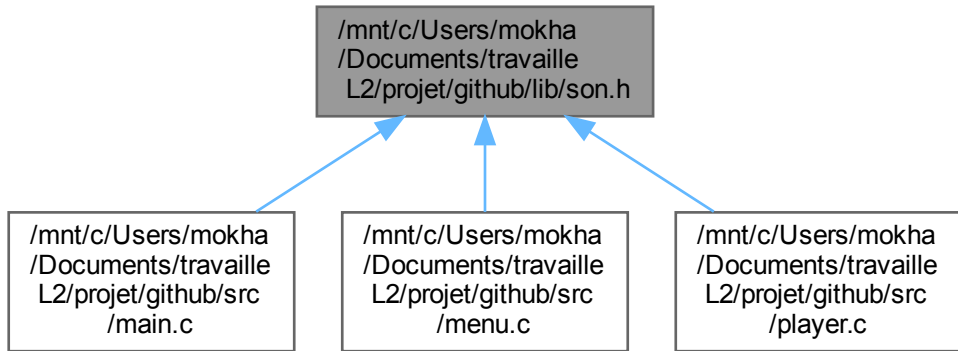 /mnt/c/Users/mokha
/Documents/travaille
L2/projet/github/lib/son.h
/mnt/c/Users/mokha
/Documents/travaille
L2/projet/github/src
/main.c
/mnt/c/Users/mokha
/Documents/travaille
L2/projet/github/src
/menu.c
/mnt/c/Users/mokha
/Documents/travaille
L2/projet/github/src
/player.c